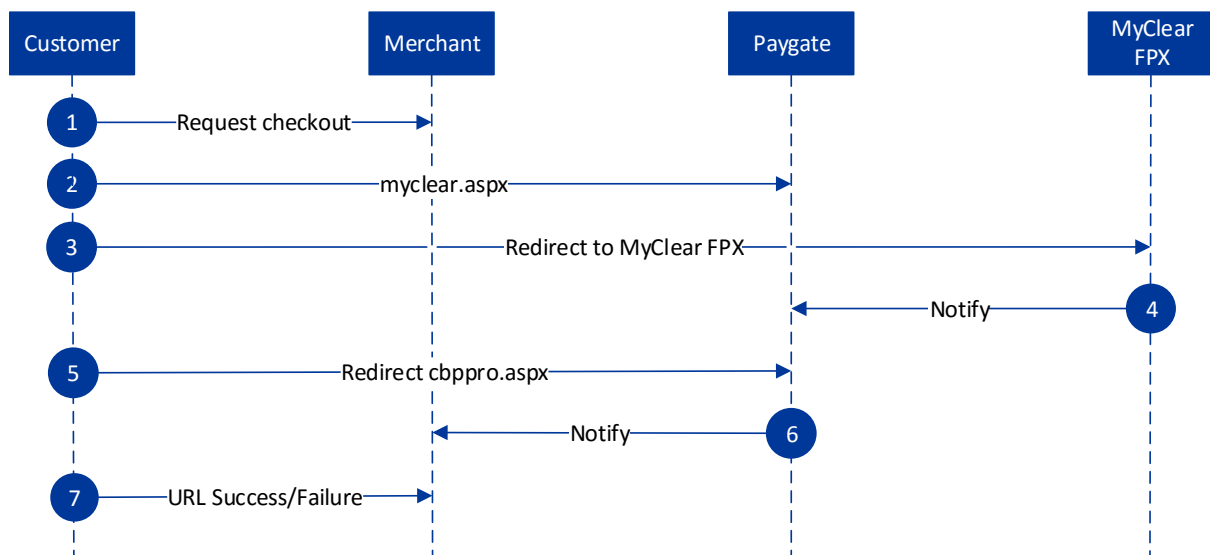 Customer
Merchant
Paygate
MyClear
FPX
1
Request checkout
2
myclear.aspx
3
Redirect to MyClear FPX
Notify
4
5
Redirect cbppro.aspx
Notify
6
7
URL Success/Failure